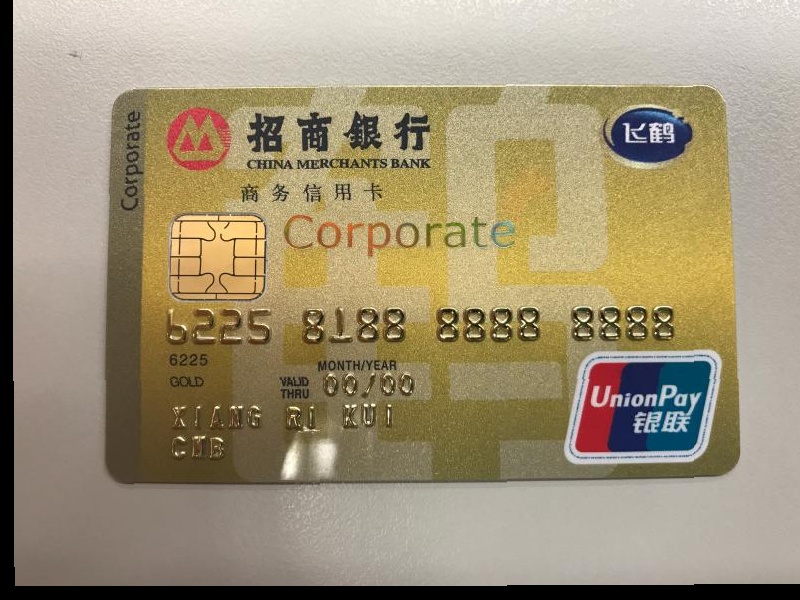 Corporate
招商银行
CHINA MERCHANTS BANK
飞鹤
商务信用卡
Corporate
6225 8188 8888 8888
6225
MONTH/YEAR
GOLD
VALID THRU 00/00
XIANG RI KUI
CMB
UnionPay
银联